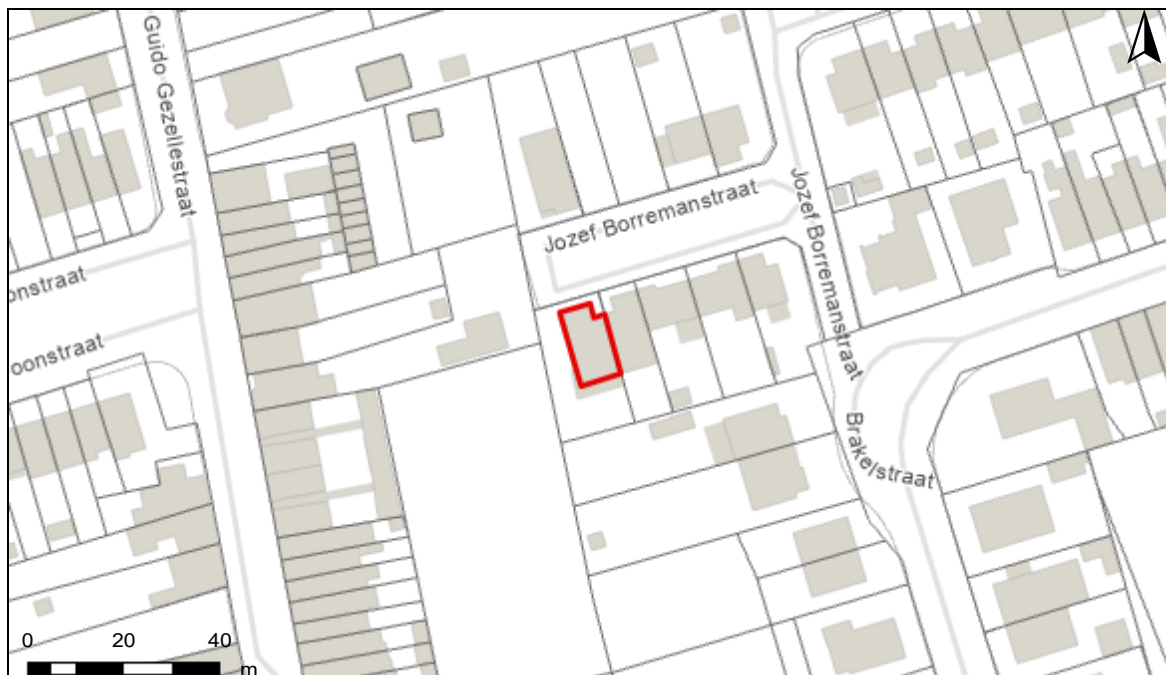 Guido Gezellestraat
Jozef Borremanstraat
Jozef Borremanstraat
onstraat
oonstraat
Brakelstraat
0 20 40
m